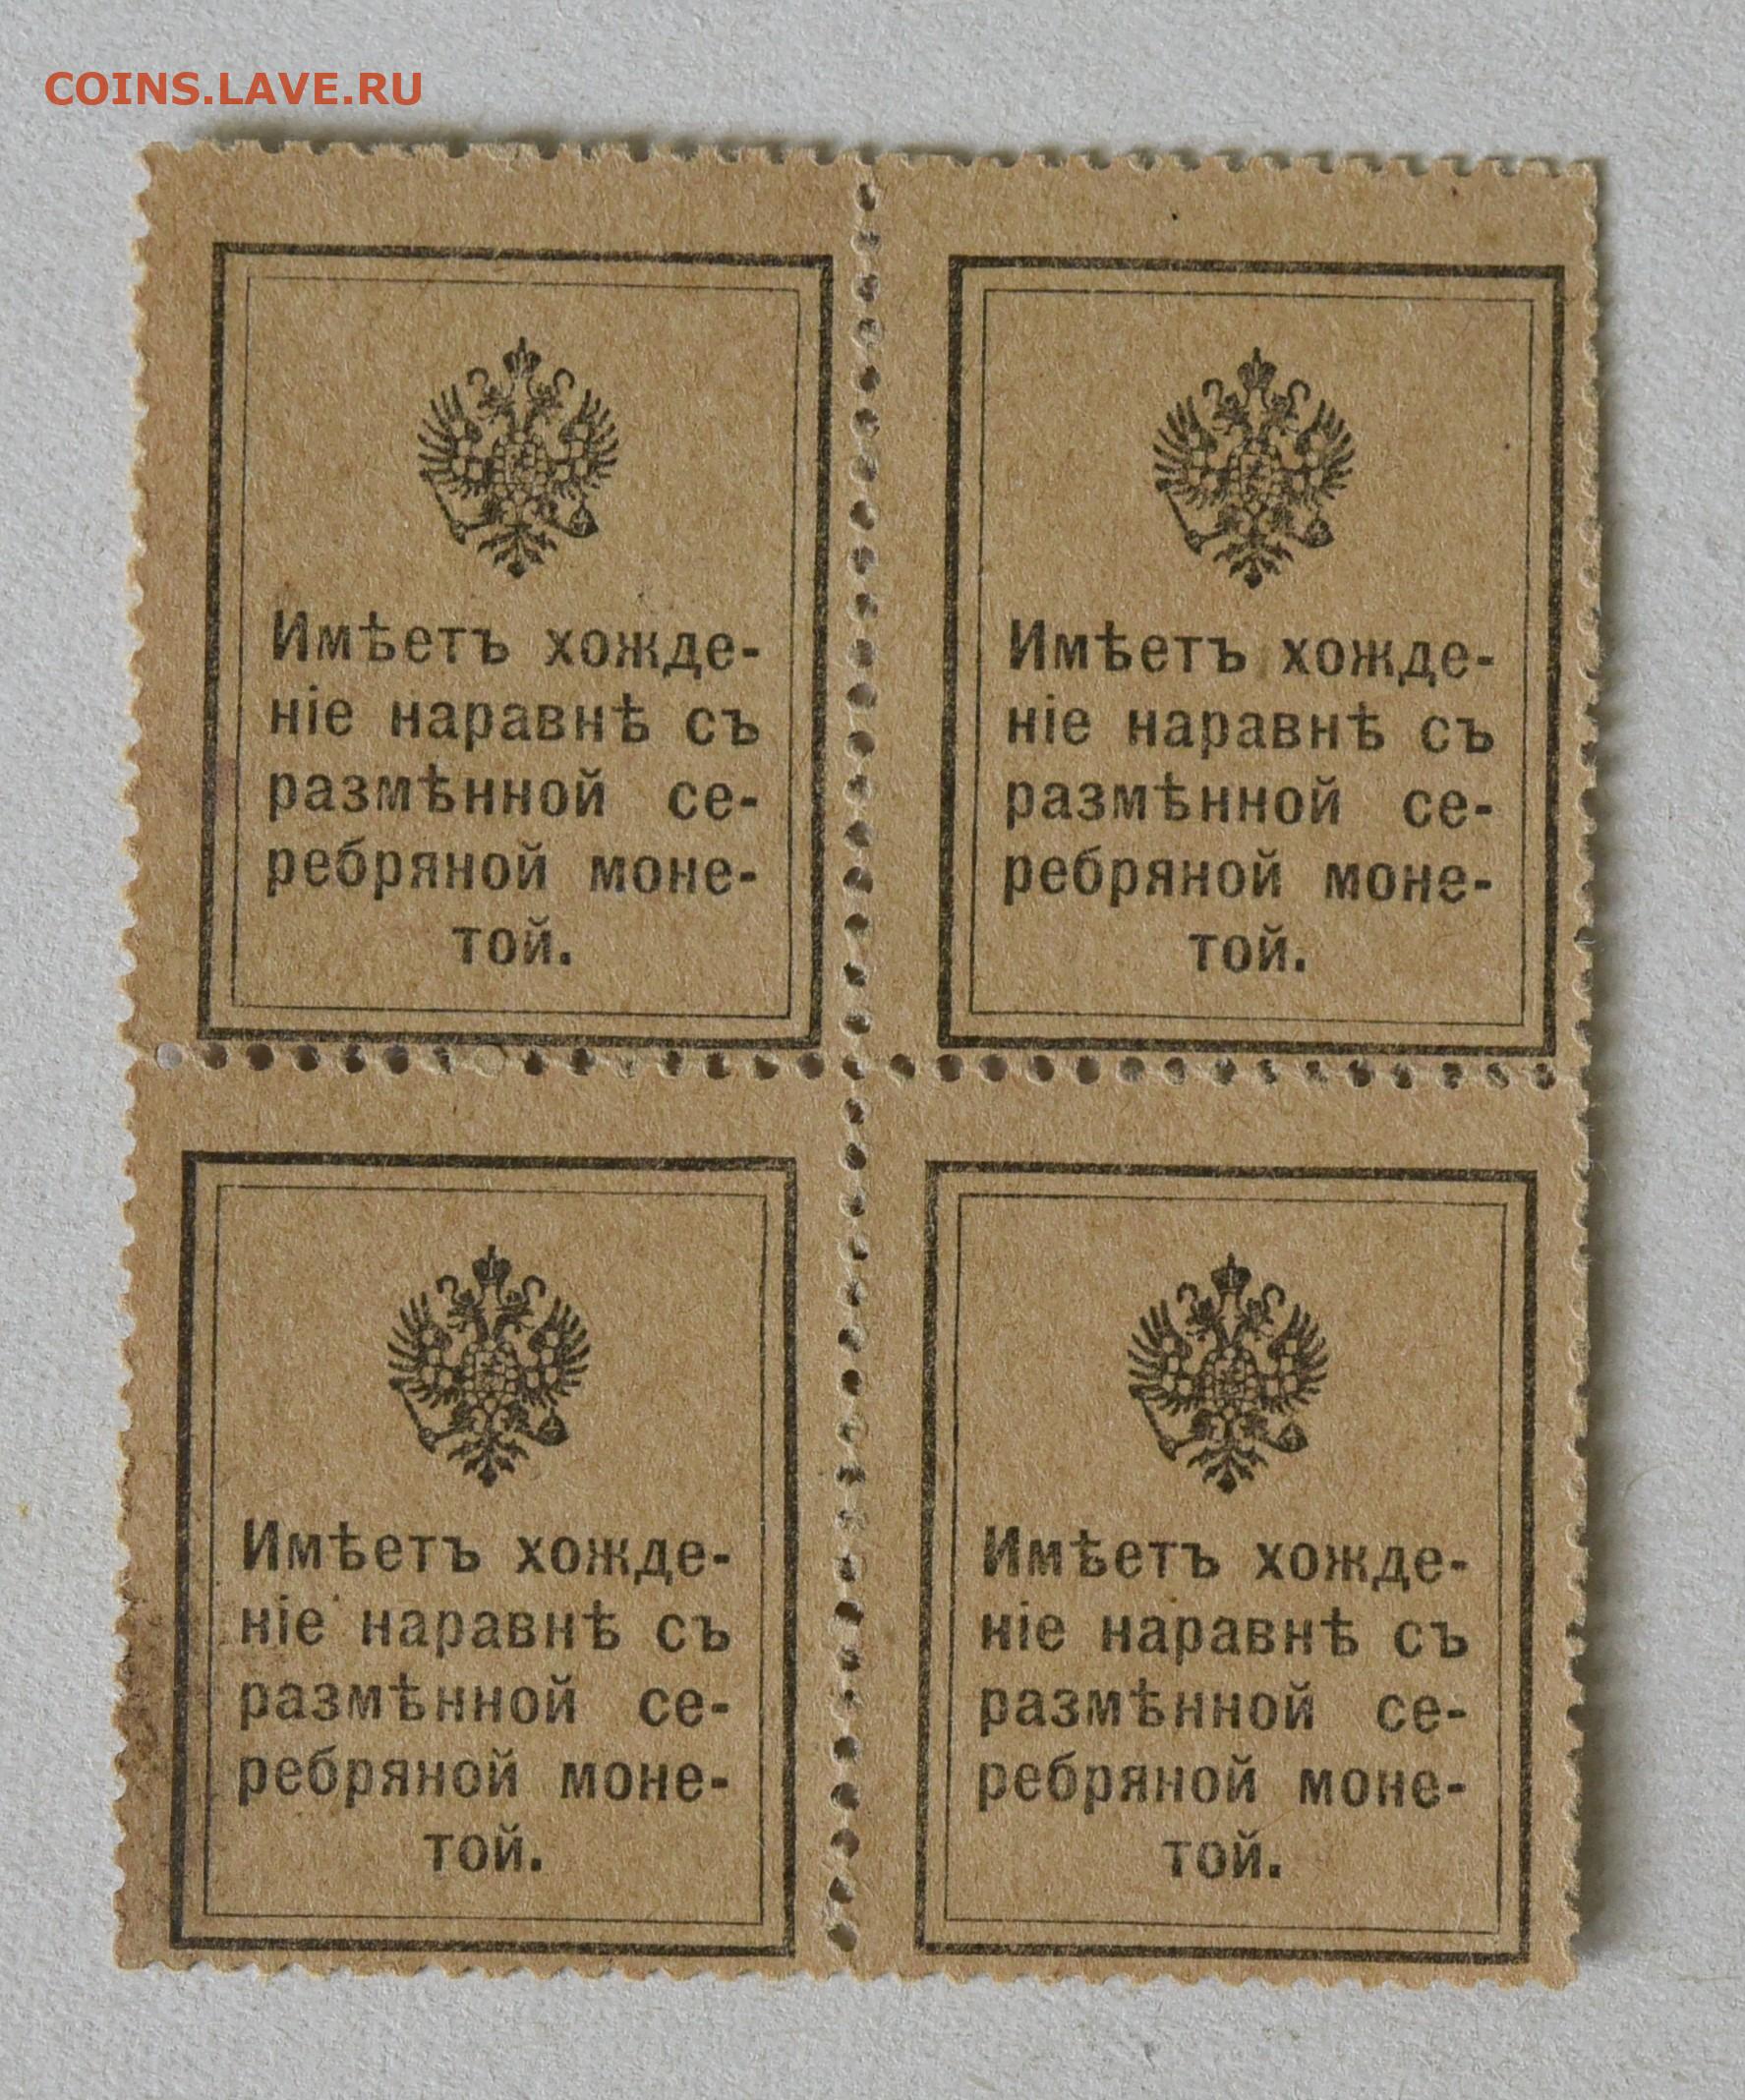 COINS.LAVE.RU
Имѣетъ хожде-
ніе наравнѣ съ
размѣнной се-
ребряной моне-
той.
Имѣетъ хожде-
ніе наравнѣ съ
размѣнной се-
ребряной моне-
той.
Имѣетъ хожде-
ніе наравнѣ съ
размѣнной се-
ребряной моне-
той.
Имѣетъ хожде-
ніе наравнѣ съ
размѣнной се-
ребряной моне-
той.